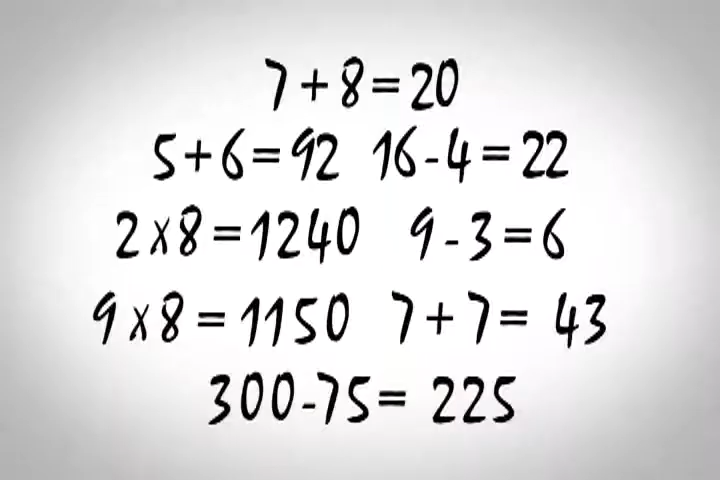 7+8=20
5+6=92 16-4=22
2x8=1240 9-3=6
9x8=1150 7+7=43
300-75=225